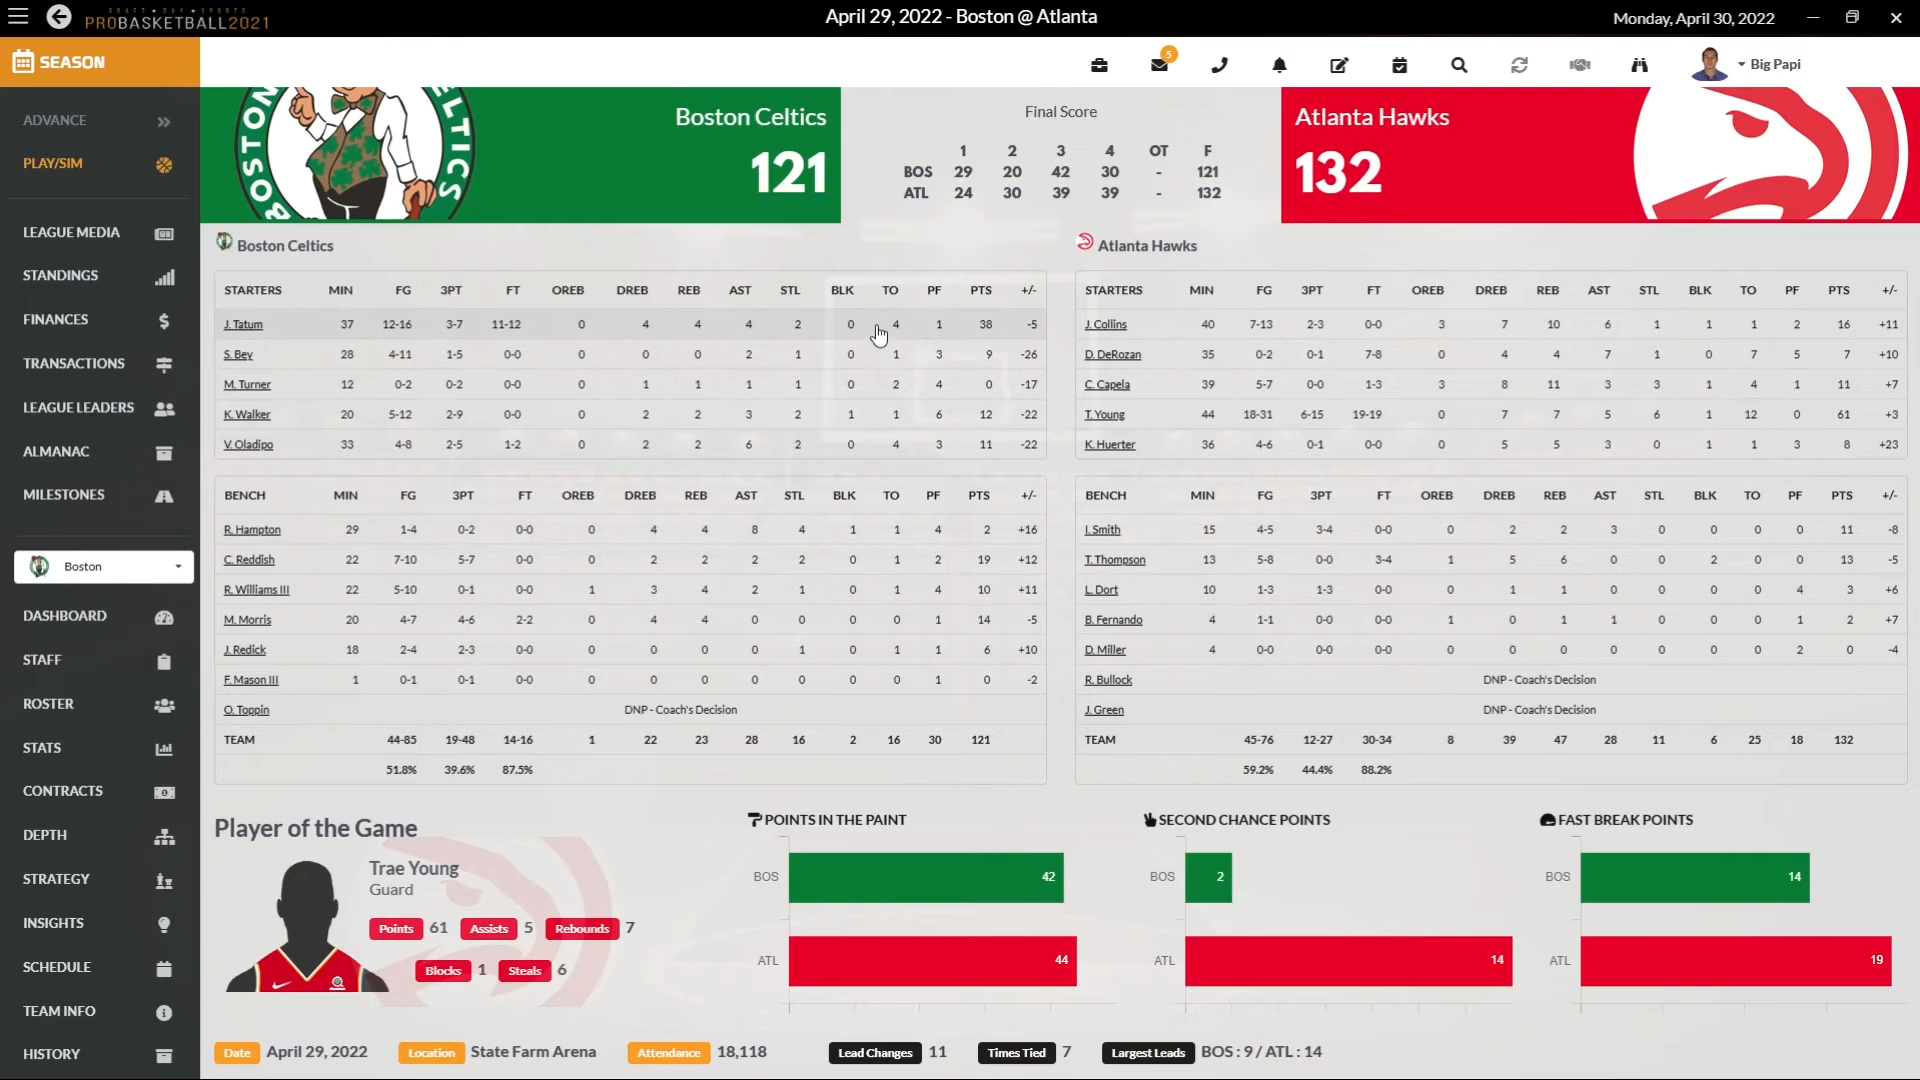 DRAFT DAY SPORTS
PROBASKETBALL2021
April 29, 2022 - Boston @ Atlanta
Monday, April 30, 2022
SEASON
5
Big Papi
ADVANCE
PLAY/SIM
LEAGUE MEDIA
STANDINGS
FINANCES
TRANSACTIONS
LEAGUE LEADERS
ALMANAC
MILESTONES
Boston
DASHBOARD
STAFF
ROSTER
STATS
CONTRACTS
DEPTH
STRATEGY
INSIGHTS
SCHEDULE
TEAM INFO
HISTORY
BOSTON CELTICS
Boston Celtics
121
Final Score
1 2 3 4 OT F
BOS 29 20 42 30 - 121
ATL 24 30 39 39 - 132
Atlanta Hawks
132
Boston Celtics
STARTERS MIN FG 3PT FT OREB DREB REB AST STL BLK TO PF PTS +/-
J. Tatum 37 12-16 3-7 11-12 0 4 4 4 2 0 4 1 38 -5
S. Bey 28 4-11 1-5 0-0 0 0 0 2 1 0 1 3 9 -26
M. Turner 12 0-2 0-2 0-0 0 1 1 1 1 0 2 4 0 -17
K. Walker 20 5-12 2-9 0-0 0 2 2 3 2 1 1 6 12 -22
V. Oladipo 33 4-8 2-5 1-2 0 2 2 6 2 0 4 3 11 -22
BENCH MIN FG 3PT FT OREB DREB REB AST STL BLK TO PF PTS +/-
R. Hampton 29 1-4 0-2 0-0 0 4 4 8 4 1 1 4 2 +16
C. Reddish 22 7-10 5-7 0-0 0 2 2 2 2 0 1 2 19 +12
R. Williams III 22 5-10 0-1 0-0 1 3 4 2 1 0 1 4 10 +11
M. Morris 20 4-7 4-6 2-2 0 4 4 0 0 0 0 1 14 -5
J. Redick 18 2-4 2-3 0-0 0 0 0 0 1 0 1 1 6 +10
F. Mason III 1 0-1 0-1 0-0 0 0 0 0 0 0 0 1 0 -2
O. Toppin DNP - Coach's Decision
TEAM 44-85 19-48 14-16 1 22 23 28 16 2 16 30 121
51.8% 39.6% 87.5%
Atlanta Hawks
STARTERS MIN FG 3PT FT OREB DREB REB AST STL BLK TO PF PTS +/-
J. Collins 40 7-13 2-3 0-0 3 7 10 6 1 1 1 2 16 +11
D. DeRozan 35 0-2 0-1 7-8 0 4 4 7 1 0 7 5 7 +10
C. Capela 39 5-7 0-0 1-3 3 8 11 3 3 1 4 1 11 +7
T. Young 44 18-31 6-15 19-19 0 7 7 5 6 1 12 0 61 +3
K. Huerter 36 4-6 0-1 0-0 0 5 5 3 0 1 1 3 8 +23
BENCH MIN FG 3PT FT OREB DREB REB AST STL BLK TO PF PTS +/-
I. Smith 15 4-5 3-4 0-0 0 2 2 3 0 0 0 0 11 -8
T. Thompson 13 5-8 0-0 3-4 1 5 6 0 0 2 0 0 13 -5
L. Dort 10 1-3 1-3 0-0 0 1 1 0 0 0 0 4 3 +6
B. Fernando 4 1-1 0-0 0-0 1 0 1 1 0 0 0 1 2 +7
D. Miller 4 0-0 0-0 0-0 0 0 0 0 0 0 0 2 0 -4
R. Bullock DNP - Coach's Decision
J. Green DNP - Coach's Decision
TEAM 45-76 12-27 30-34 8 39 47 28 11 6 25 18 132
59.2% 44.4% 88.2%
Player of the Game
Trae Young
Guard
Points 61 Assists 5 Rebounds 7
Blocks 1 Steals 6
POINTS IN THE PAINT
BOS 42
ATL 44
SECOND CHANCE POINTS
BOS 2
ATL 14
FAST BREAK POINTS
BOS 14
ATL 19
Date April 29, 2022 Location State Farm Arena Attendance 18,118 Lead Changes 11 Times Tied 7 Largest Leads BOS : 9 / ATL : 14